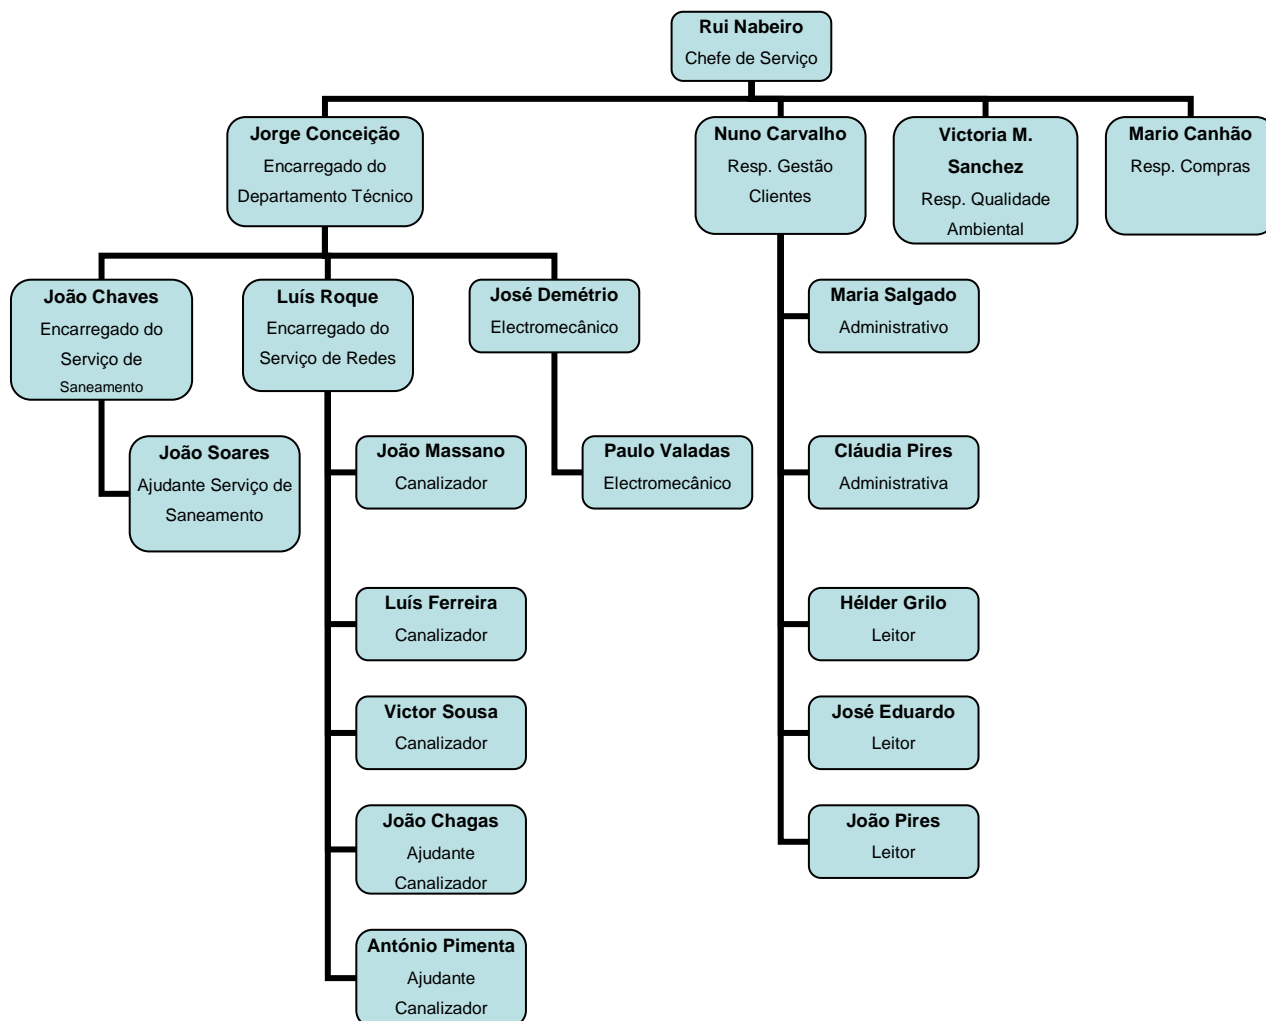 Rui Nabeiro
Chefe de Serviço
Jorge Conceição
Encarregado do
Departamento Técnico
Nuno Carvalho
Resp. Gestão
Clientes
Victoria M.
Sanchez
Resp. Qualidade
Ambiental
Mario Canhão
Resp. Compras
João Chaves
Encarregado do
Serviço de
Saneamento
Luís Roque
Encarregado do
Serviço de Redes
José Demétrio
Electromecânico
Maria Salgado
Administrativo
João Soares
Ajudante Serviço de
Saneamento
João Massano
Canalizador
Paulo Valadas
Electromecânico
Cláudia Pires
Administrativa
Luís Ferreira
Canalizador
Hélder Grilo
Leitor
Victor Sousa
Canalizador
José Eduardo
Leitor
João Chagas
Ajudante
Canalizador
João Pires
Leitor
António Pimenta
Ajudante
Canalizador